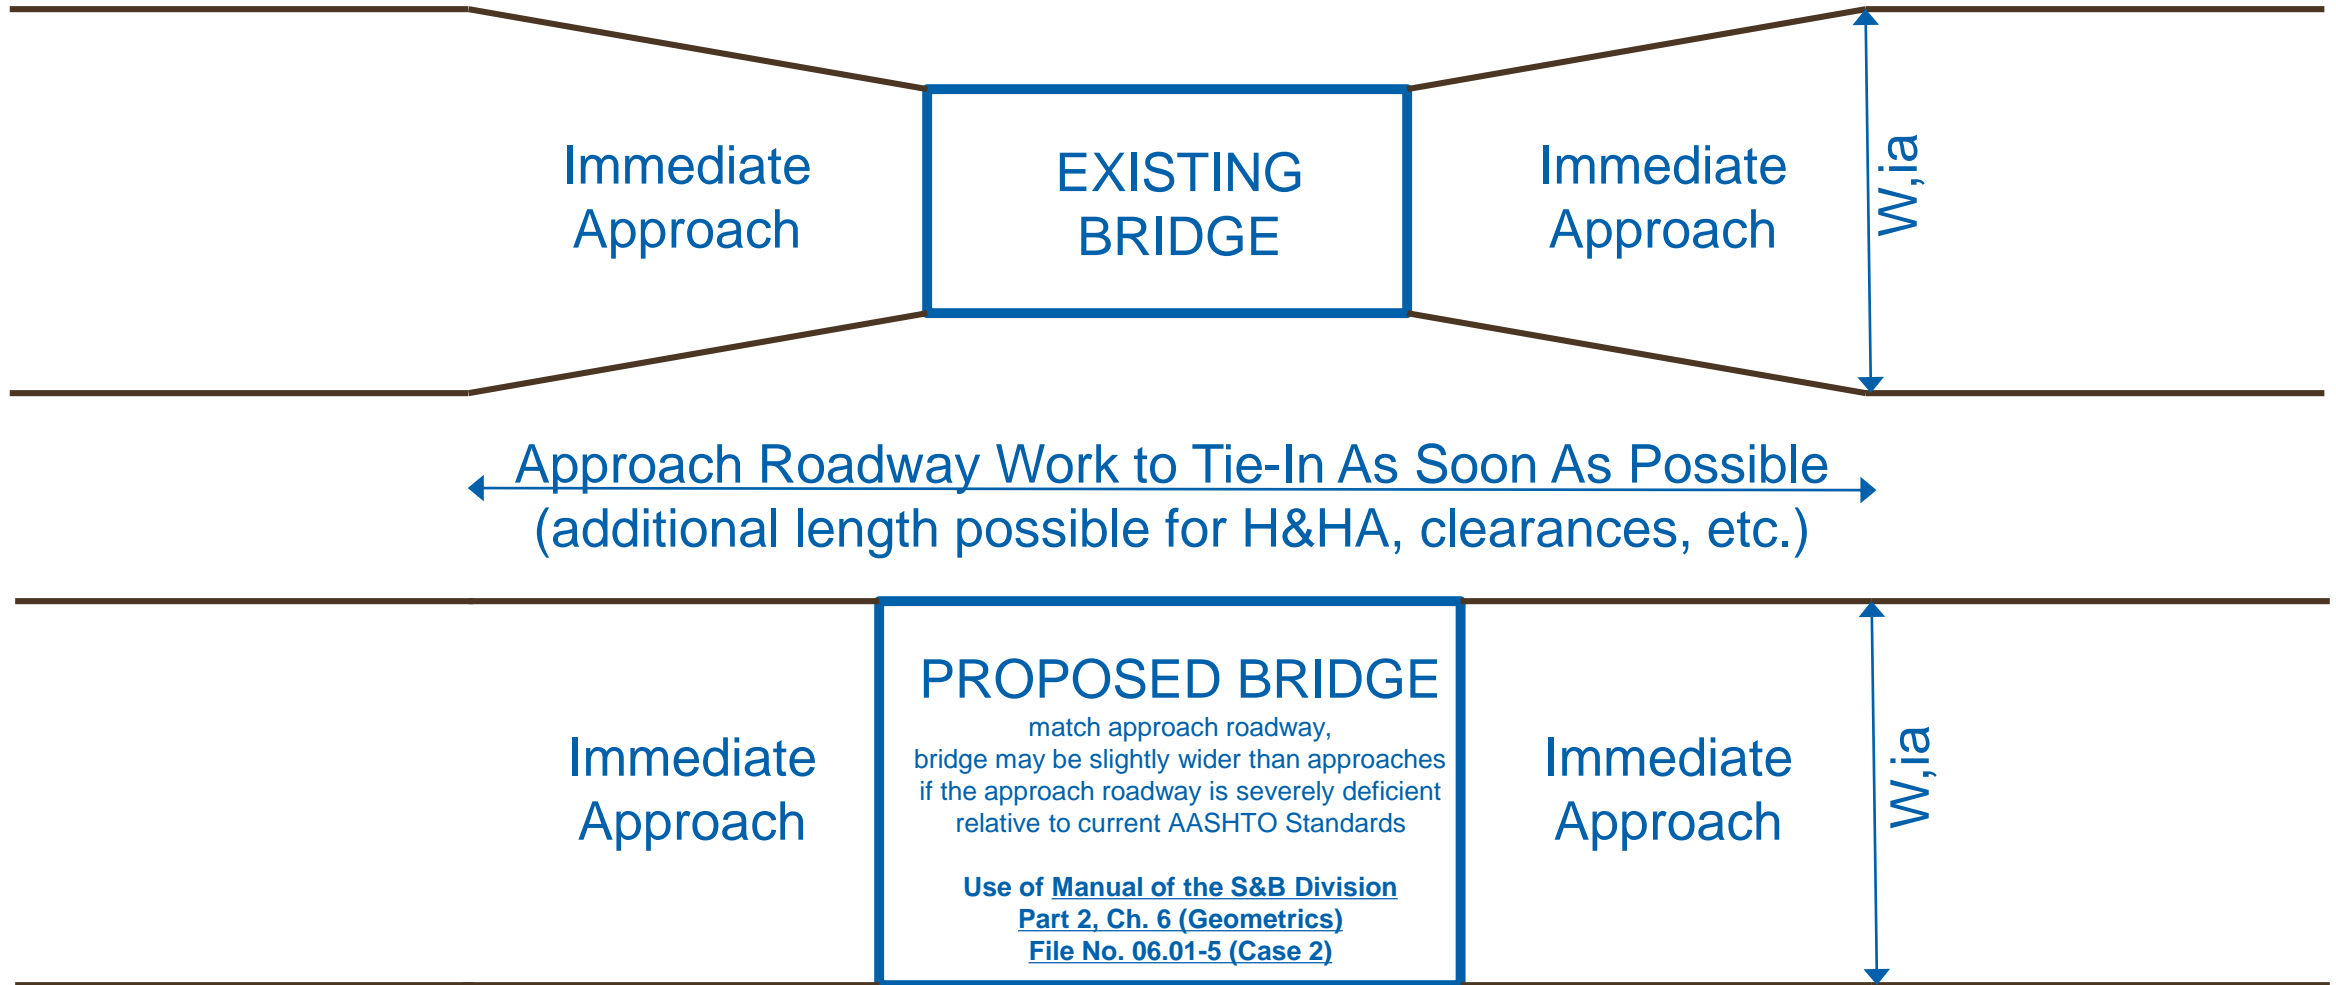 Immediate
Approach
EXISTING
BRIDGE
Immediate
Approach
W,ia
Approach Roadway Work to Tie-In As Soon As Possible
(additional length possible for H&HA, clearances, etc.)
Immediate
Approach
PROPOSED BRIDGE
match approach roadway,
bridge may be slightly wider than approaches
if the approach roadway is severely deficient
relative to current AASHTO Standards
Use of Manual of the S&B Division
Part 2, Ch. 6 (Geometrics)
File No. 06.01-5 (Case 2)
Immediate
Approach
W,ia